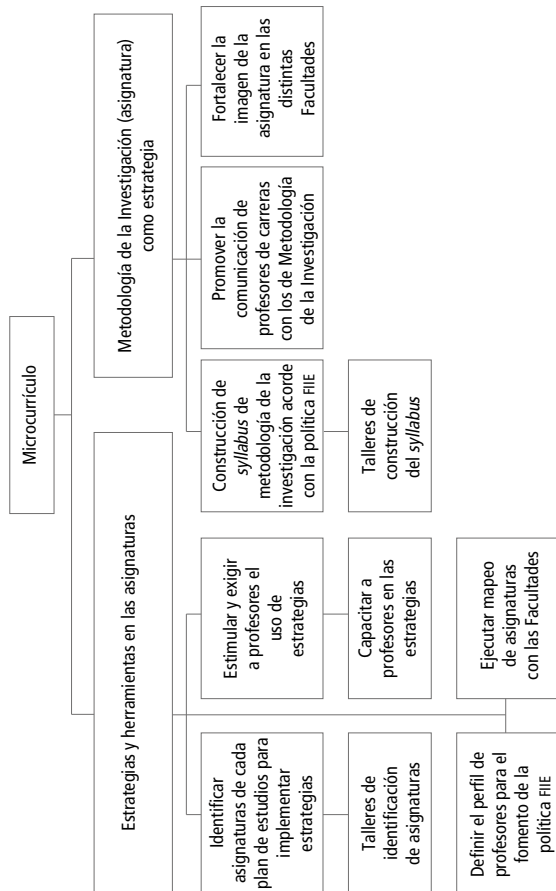 Microcurrículo
Estrategias y herramientas en las asignaturas
Identificar
asignaturas de cada
plan de estudios para
implementar
estrategias
Talleres de
identificación
de asignaturas
Estimular y exigir
a profesores el
uso de
estrategias
Capacitar a
profesores en las
estrategias
Definir el perfil de
profesores para el
fomento de la
política FIIE
Ejecutar mapeo
de asignaturas
con las Facultades
Metodología de la Investigación (asignatura)
como estrategia
Construcción de
syllabus de
metodología de la
investigación acorde
con la política FIIE
Talleres de
construcción
del syllabus
Promover la
comunicación de
profesores de carreras
con los de Metodología
de la Investigación
Fortalecer la
imagen de la
asignatura en las
distintas
Facultades